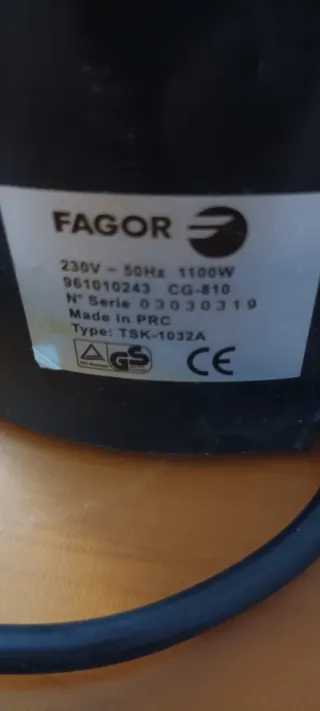 FAGOR
230V ~ 50Hz 1100W
961010243 CG-810
N° Serie 03030319
Made in PRC
Type: TSK-1032A
GS CE